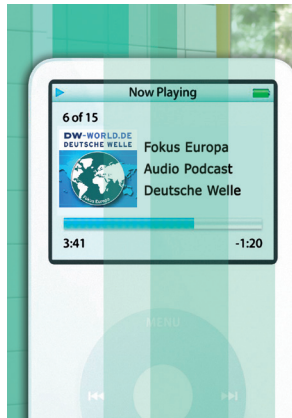 Now Playing
6 of 15
DW-WORLD.DE
DEUTSCHE WELLE
Fokus Europa
Fokus Europa
Audio Podcast
Deutsche Welle
3:41
-1:20
MENU